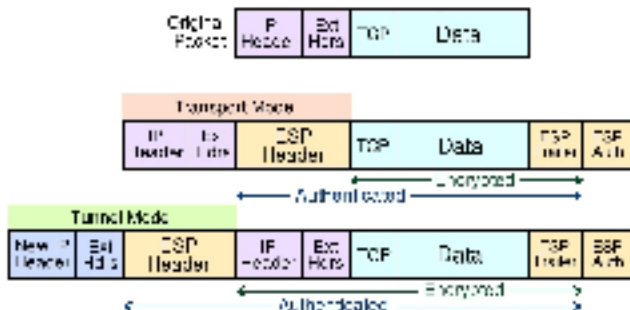 Original Packet
IP Header
Ext Hdrs
TCP
Data
Transport Mode
IP Header
Ext Hdrs
ESP Header
TCP
Data
ESP Trailer
ESP Auth
Encrypted
Authenticated
Tunnel Mode
New IP Header
Ext Hdrs
ESP Header
IP Header
Ext Hdrs
TCP
Data
ESP Trailer
ESP Auth
Encrypted
Authenticated